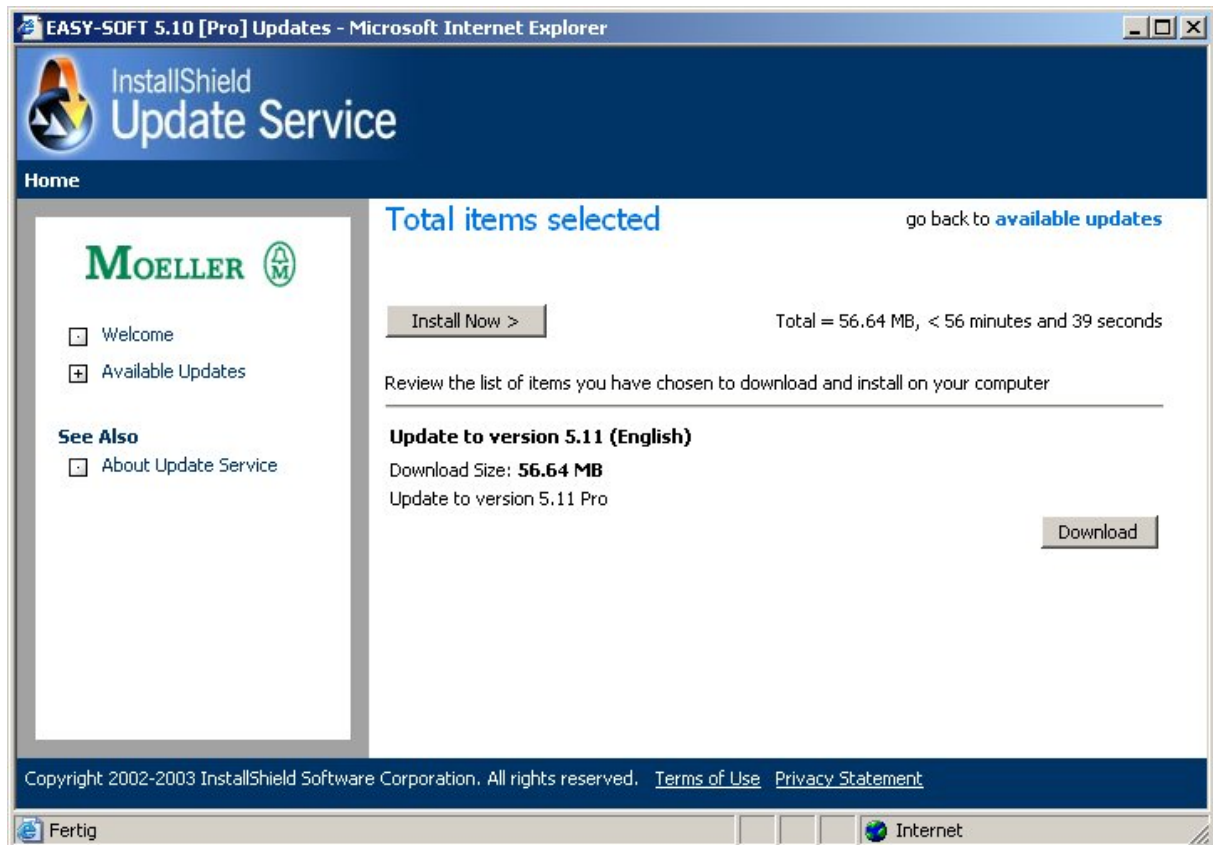 EASY-SOFT 5.10 [Pro] Updates - Microsoft Internet Explorer
InstallShield
Update Service
Home
MOELLER
Welcome
Available Updates
See Also
About Update Service
Total items selected
go back to available updates
Install Now >
Total = 56.64 MB, < 56 minutes and 39 seconds
Review the list of items you have chosen to download and install on your computer
Update to version 5.11 (English)
Download Size: 56.64 MB
Update to version 5.11 Pro
Download
Copyright 2002-2003 InstallShield Software Corporation. All rights reserved. Terms of Use Privacy Statement
Fertig
Internet